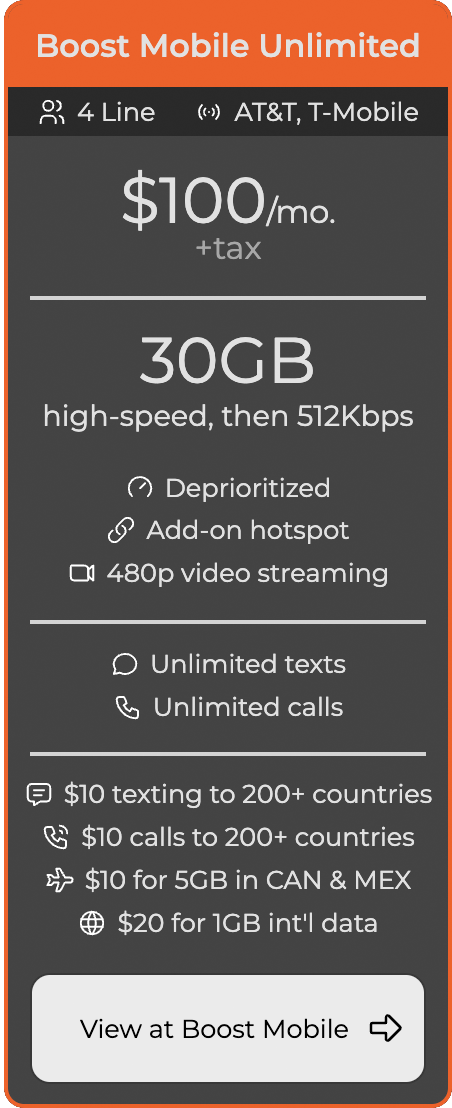 Boost Mobile Unlimited
4 Line AT&T, T-Mobile
$100/mo.
+tax
30GB
high-speed, then 512Kbps
Deprioritized
Add-on hotspot
480p video streaming
Unlimited texts
Unlimited calls
$10 texting to 200+ countries
$10 calls to 200+ countries
$10 for 5GB in CAN & MEX
$20 for 1GB int'l data
View at Boost Mobile